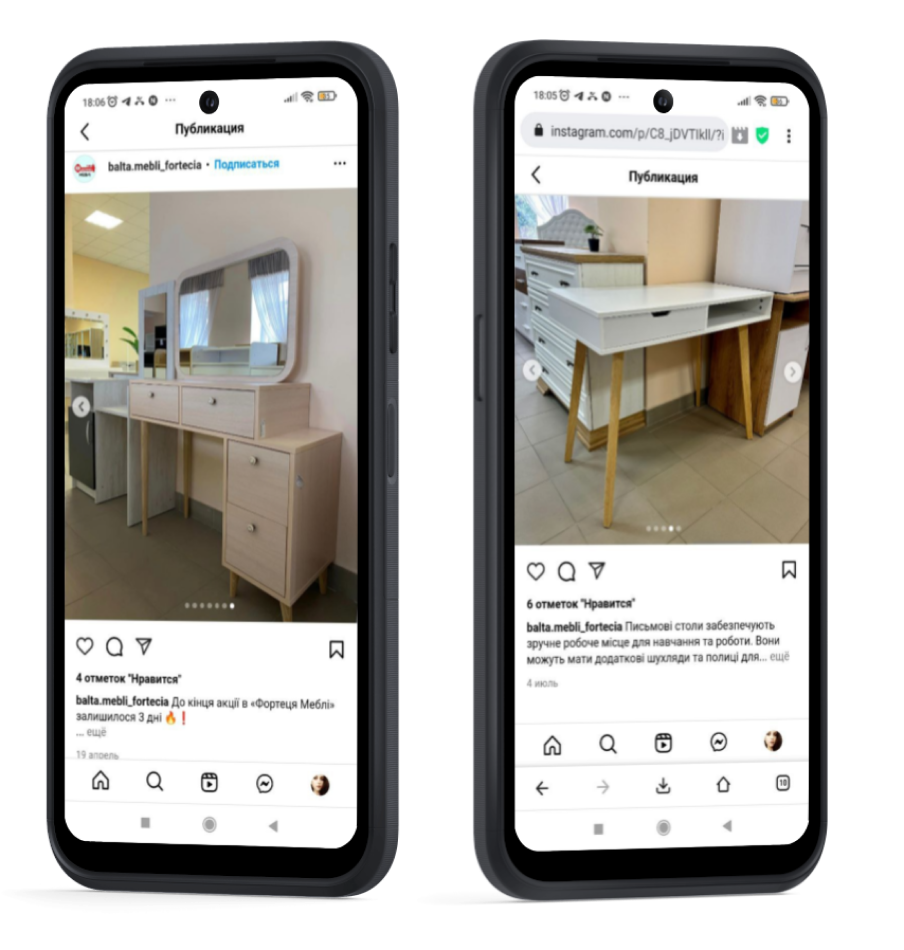 18:06
Публикация
balta.mebli_fortecia • Подписаться
4 отметок "Нравится"
balta.mebli_fortecia До кінця акції в «Фортеця Меблі»
залишилося 3 дні 🔥❗
... ещё
19 апрель
18:05
instagram.com/p/C8_jDVTIkll/?i
Публикация
6 отметок "Нравится"
balta.mebli_fortecia Письмові столи забезпечують
зручне робоче місце для навчання та роботи. Вони
можуть мати додаткові шухляди та полиці для... ещё
4 июль
10